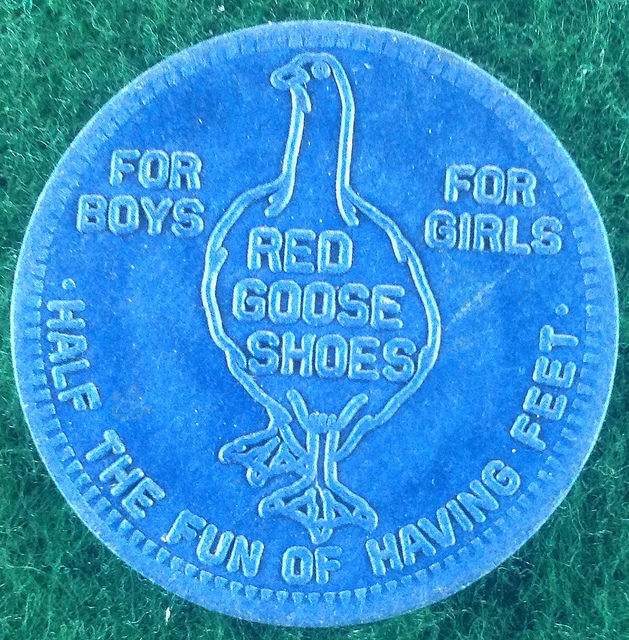 FOR
BOYS
FOR
GIRLS
RED
GOOSE
SHOES
· HALF THE FUN OF HAVING FEET ·